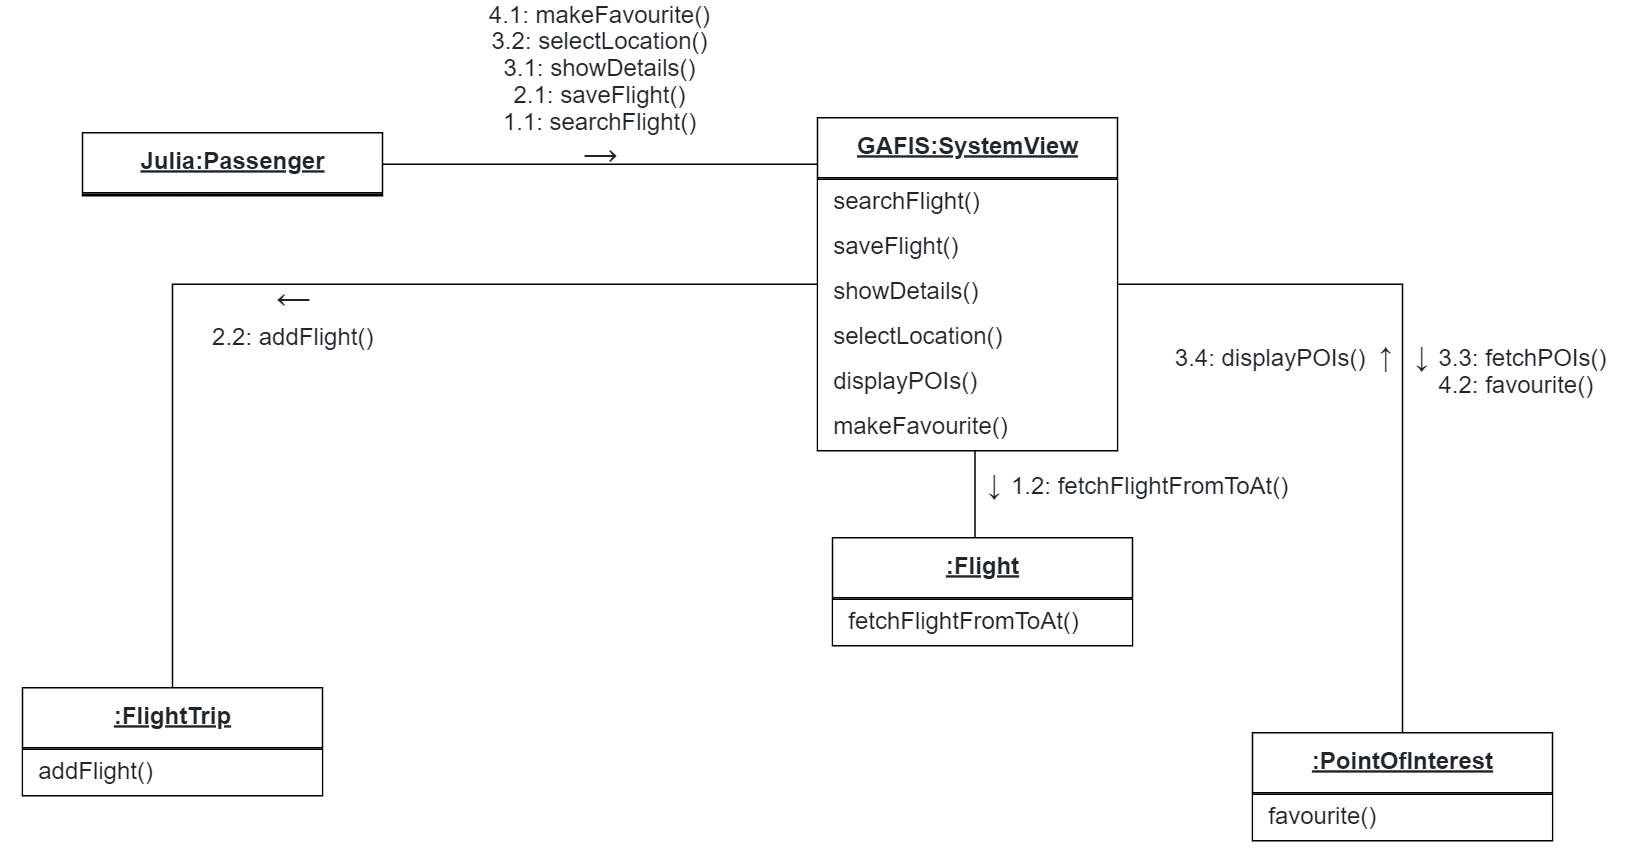 4.1: makeFavourite()
3.2: selectLocation()
3.1: showDetails()
2.1: saveFlight()
1.1: searchFlight()
→
Julia:Passenger
GAFIS:SystemView
searchFlight()
saveFlight()
showDetails()
selectLocation()
displayPOIs()
makeFavourite()
←
2.2: addFlight()
3.4: displayPOIs() ↑
↓ 3.3: fetchPOIs()
4.2: favourite()
↓ 1.2: fetchFlightFromToAt()
:Flight
fetchFlightFromToAt()
:FlightTrip
addFlight()
:PointOfInterest
favourite()